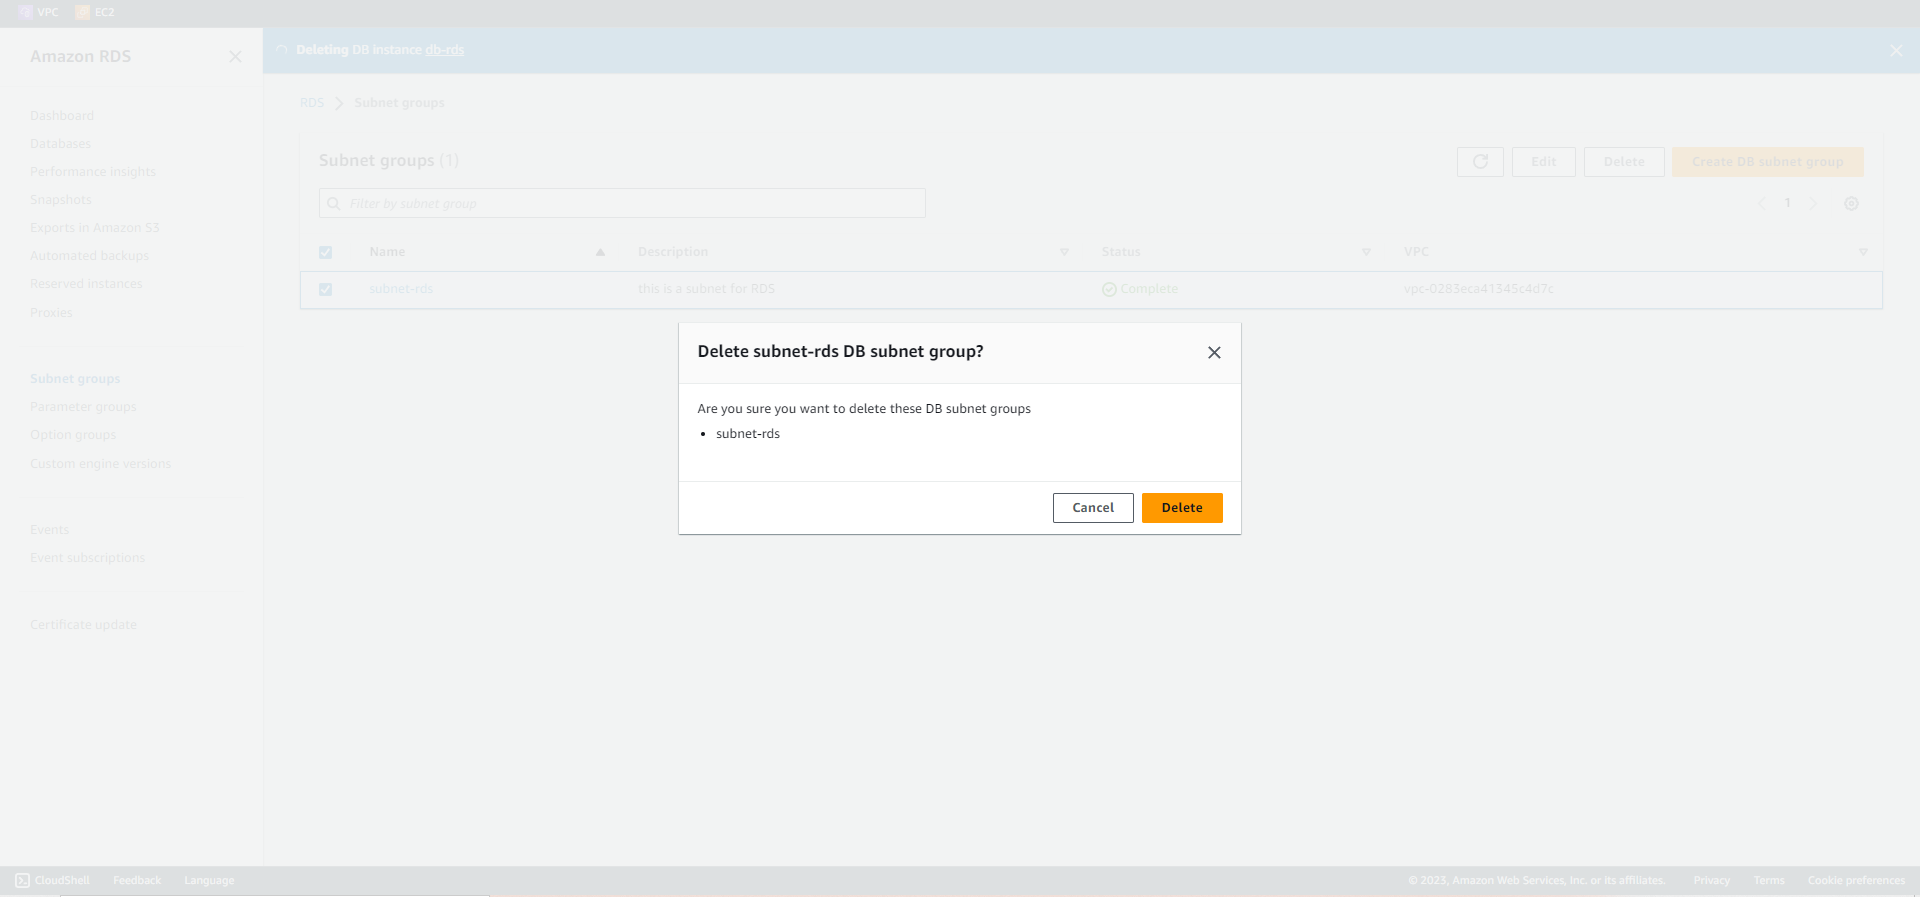 VPC EC2
Amazon RDS
Deleting DB instance db-rds
Dashboard
Databases
Performance insights
Snapshots
Exports in Amazon S3
Automated backups
Reserved instances
Proxies
Subnet groups
Parameter groups
Option groups
Custom engine versions
Events
Event subscriptions
Certificate update
RDS > Subnet groups
Subnet groups (1)
Edit Delete Create DB subnet group
Filter by subnet group
1
Name Description Status VPC
subnet-rds this is a subnet for RDS Complete vpc-0283eca41345c4d7c
Delete subnet-rds DB subnet group?
Are you sure you want to delete these DB subnet groups
• subnet-rds
Cancel Delete
CloudShell Feedback Language © 2023, Amazon Web Services, Inc. or its affiliates. Privacy Terms Cookie preferences